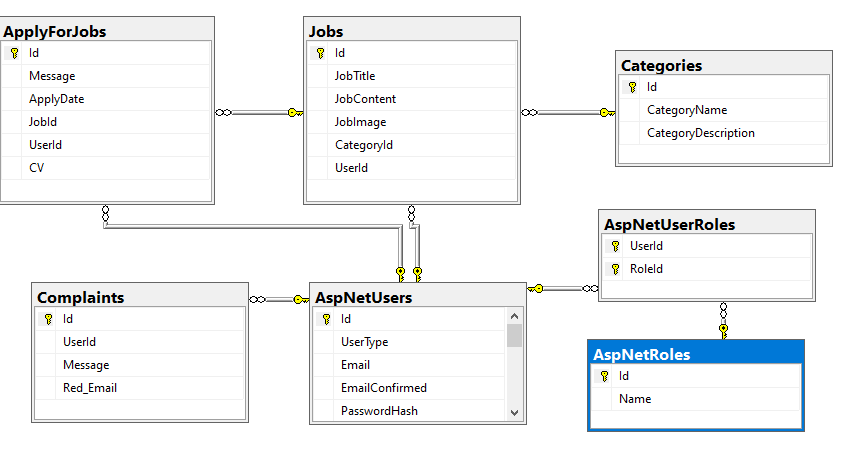 ApplyForJobs
Id
Message
ApplyDate
JobId
UserId
CV
Jobs
Id
JobTitle
JobContent
JobImage
CategoryId
UserId
Categories
Id
CategoryName
CategoryDescription
AspNetUserRoles
UserId
RoleId
Complaints
Id
UserId
Message
Red_Email
AspNetUsers
Id
UserType
Email
EmailConfirmed
PasswordHash
AspNetRoles
Id
Name